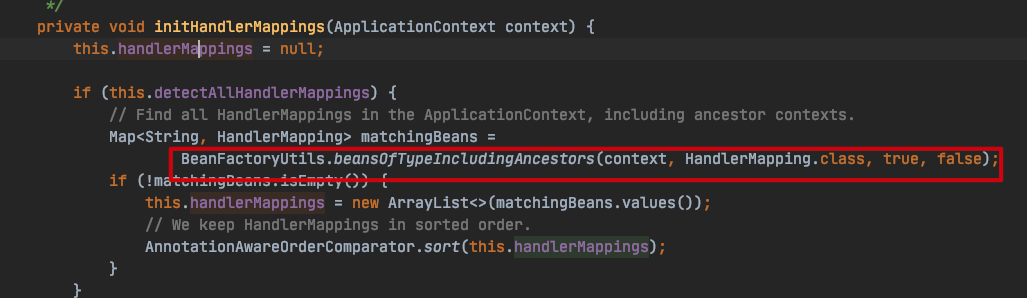 */
private void initHandlerMappings(ApplicationContext context) {
this.handlerMappings = null;
if (this.detectAllHandlerMappings) {
// Find all HandlerMappings in the ApplicationContext, including ancestor contexts.
Map<String, HandlerMapping> matchingBeans =
BeanFactoryUtils.beansOfTypeIncludingAncestors(context, HandlerMapping.class, true, false);
if (!matchingBeans.isEmpty()) {
this.handlerMappings = new ArrayList<>(matchingBeans.values());
// We keep HandlerMappings in sorted order.
AnnotationAwareOrderComparator.sort(this.handlerMappings);
}
}